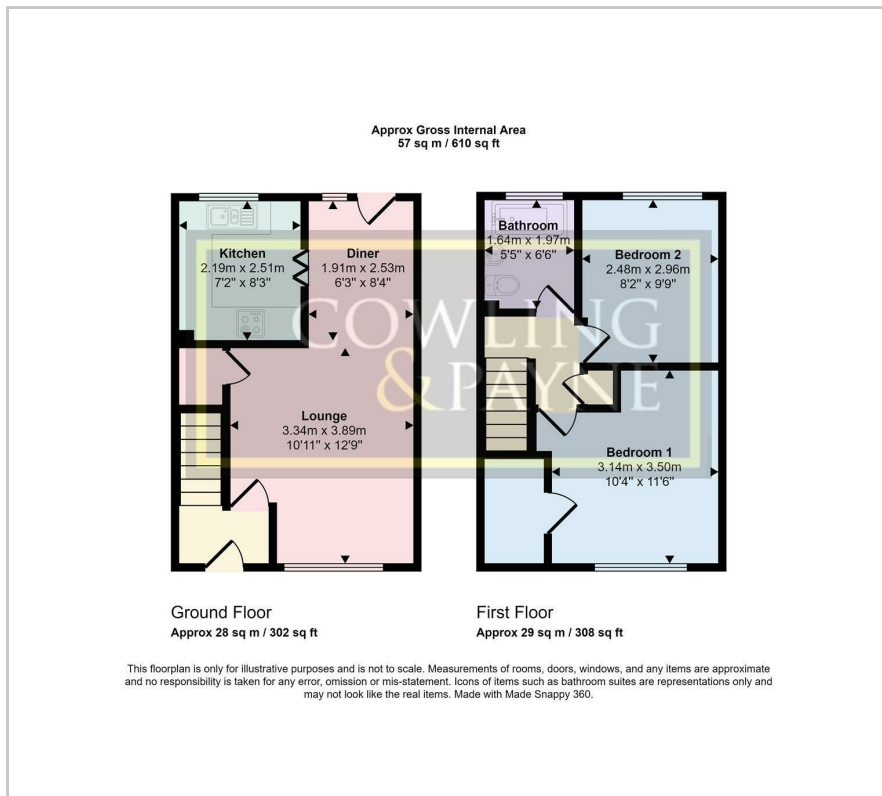 Approx Gross Internal Area
57 sq m / 610 sq ft
Kitchen
2.19m x 2.51m
7'2" x 8'3"
Diner
1.91m x 2.53m
6'3" x 8'4"
Lounge
3.34m x 3.89m
10'11" x 12'9"
Bathroom
1.64m x 1.97m
5'5" x 6'6"
Bedroom 2
2.48m x 2.96m
8'2" x 9'9"
Bedroom 1
3.14m x 3.50m
10'4" x 11'6"
COWLING
&PAYNE
Ground Floor
Approx 28 sq m / 302 sq ft
First Floor
Approx 29 sq m / 308 sq ft
This floorplan is only for illustrative purposes and is not to scale. Measurements of rooms, doors, windows, and any items are approximate
and no responsibility is taken for any error, omission or mis-statement. Icons of items such as bathroom suites are representations only and
may not look like the real items. Made with Made Snappy 360.